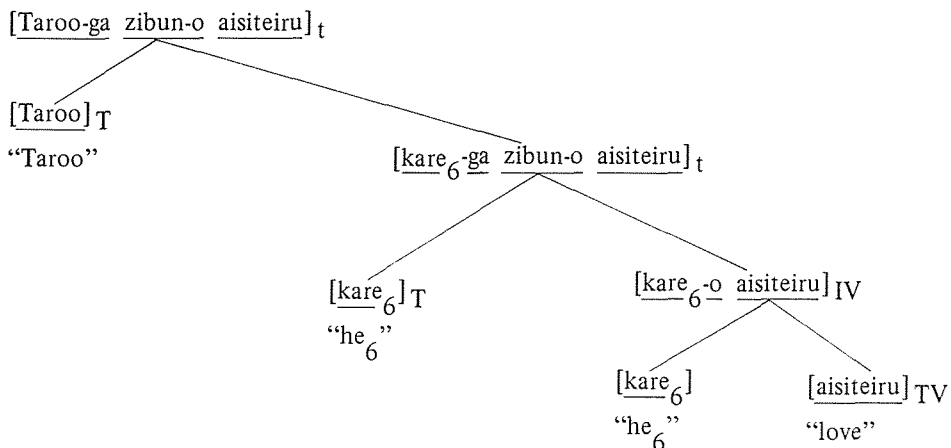 [Taroo-ga zibun-o aisiteiru]t
[Taroo]T
“Taroo”
[kare6-ga zibun-o aisiteiru]t
[kare6]T
“he6”
[kare6-o aisiteiru]IV
[kare6]
“he6”
[aisiteiru]TV
“love”